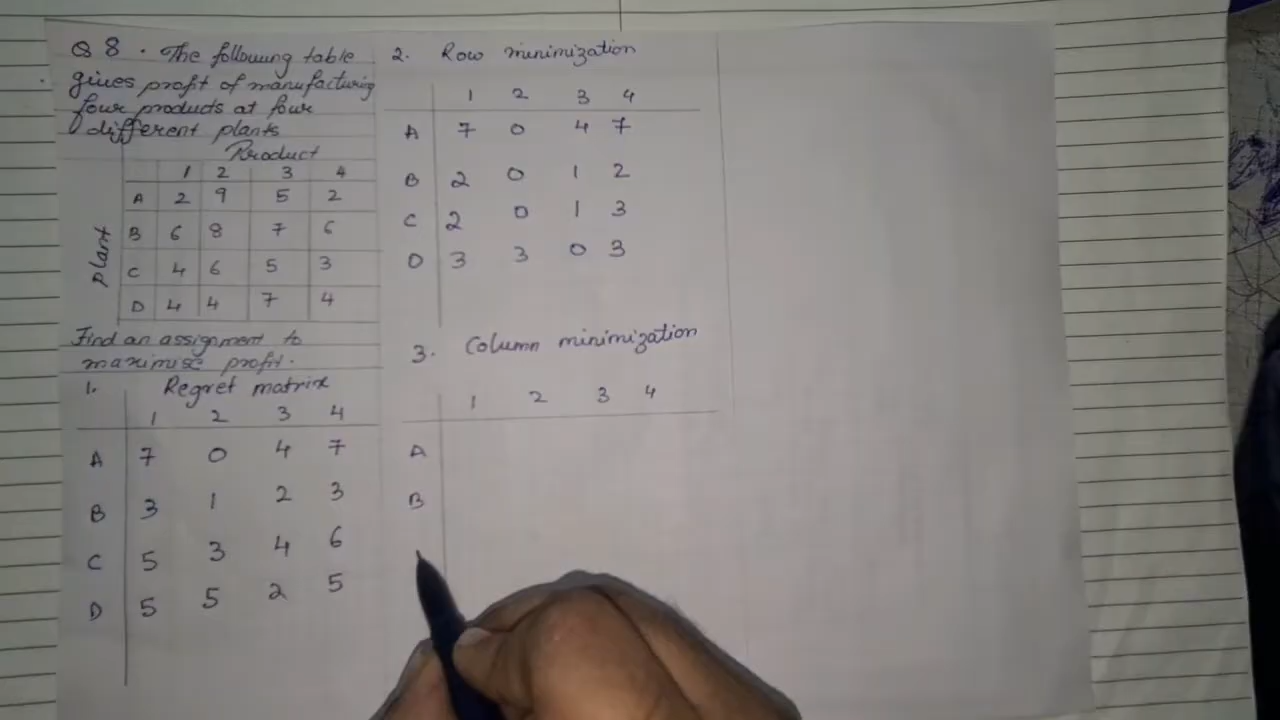 Q 8. The following table
gives profit of manufacturing
four products at four
different plants
Product
1 2 3 4
A 2 9 5 2
B 6 8 7 6
C 4 6 5 3
D 4 4 7 4
Plant
Find an assignment to
maximise profit.
1. Regret matrix
1 2 3 4
A 7 0 4 7
B 3 1 2 3
C 5 3 4 6
D 5 5 2 5
2. Row minimization
1 2 3 4
A 7 0 4 7
B 2 0 1 2
C 2 0 1 3
D 3 3 0 3
3. Column minimization
1 2 3 4
A
B